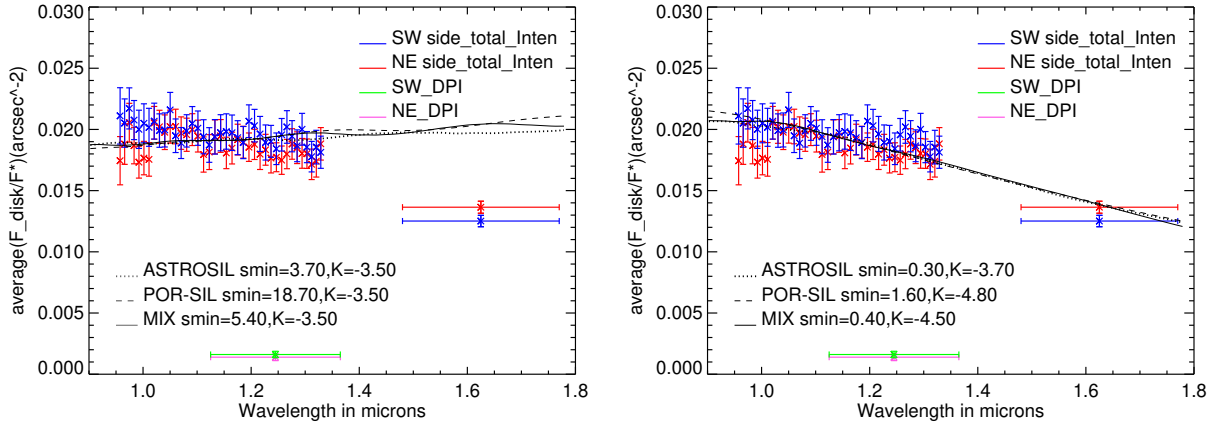 average(F_disk/F*)(arcsec^-2)
0.030
0.025
0.020
0.015
0.010
0.005
0.000
SW side_total_Inten
NE side_total_Inten
SW_DPI
NE_DPI
ASTROSIL smin=3.70,K=-3.50
POR-SIL smin=18.70,K=-3.50
MIX smin=5.40,K=-3.50
1.0 1.2 1.4 1.6 1.8
Wavelength in microns
average(F_disk/F*)(arcsec^-2)
0.030
0.025
0.020
0.015
0.010
0.005
0.000
SW side_total_Inten
NE side_total_Inten
SW_DPI
NE_DPI
ASTROSIL smin=0.30,K=-3.70
POR-SIL smin=1.60,K=-4.80
MIX smin=0.40,K=-4.50
1.0 1.2 1.4 1.6 1.8
Wavelength in microns